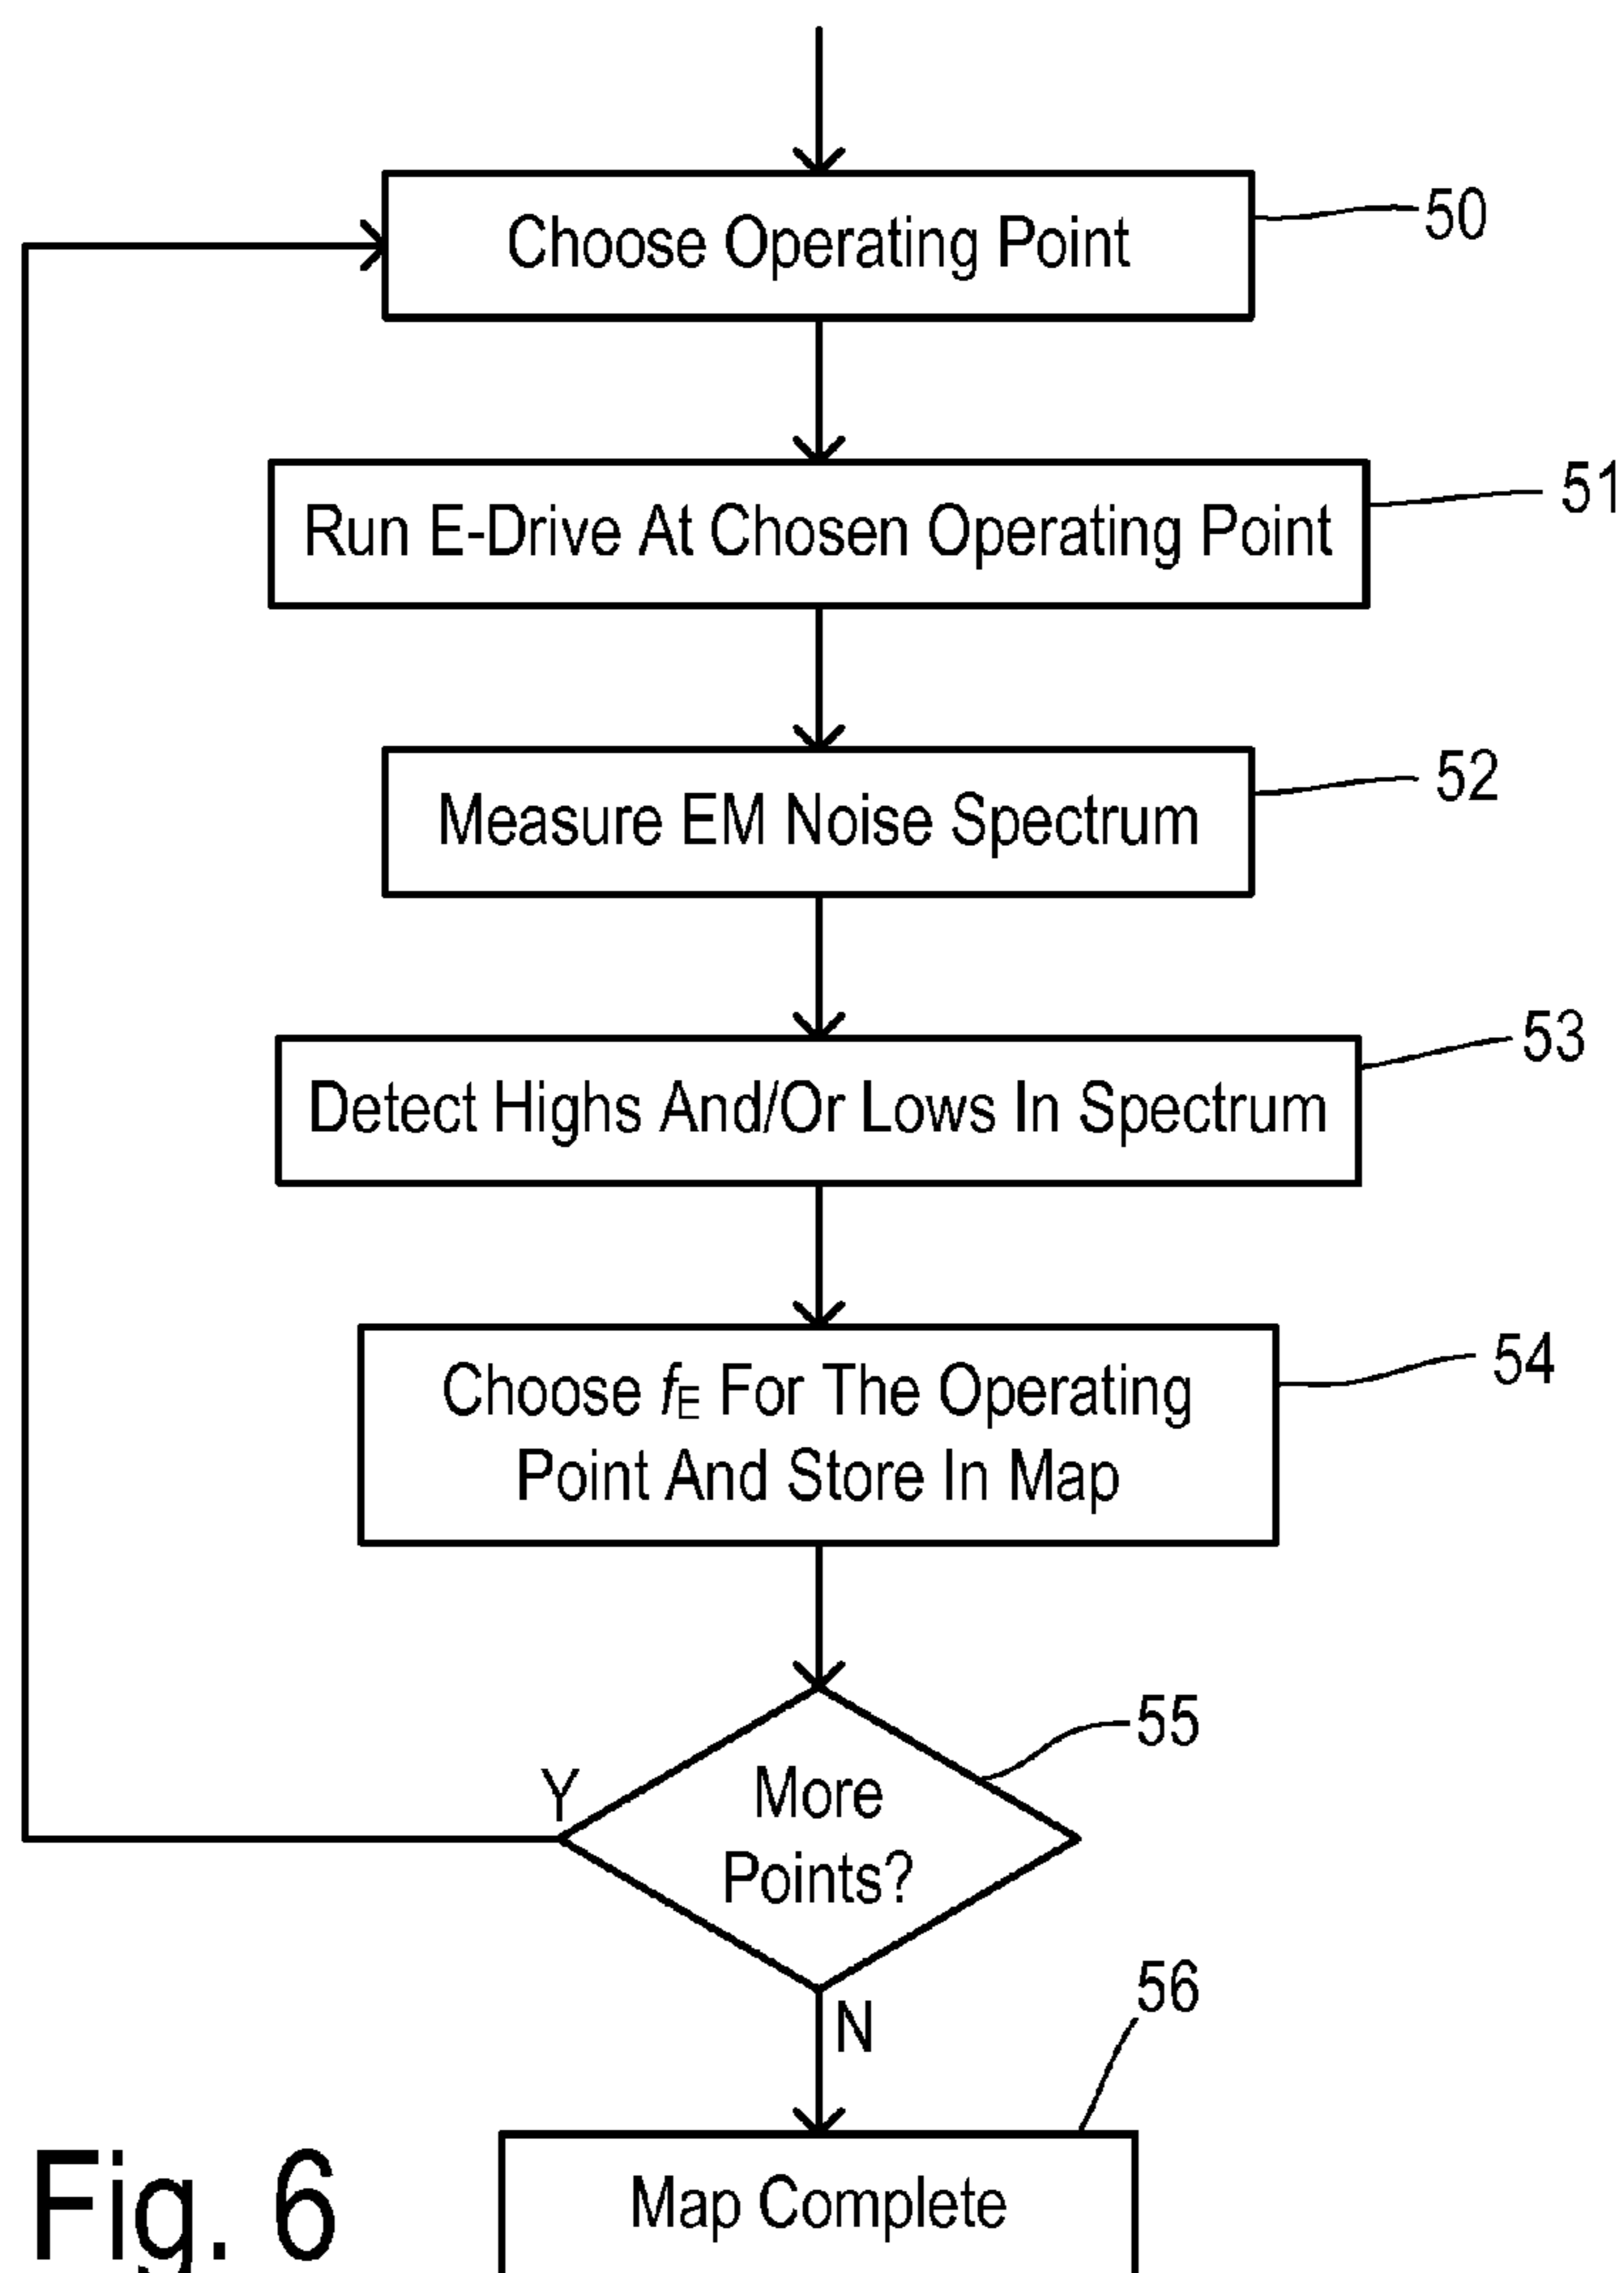 Choose Operating Point
50
Run E-Drive At Chosen Operating Point
51
Measure EM Noise Spectrum
52
Detect Highs And/Or Lows In Spectrum
53
Choose fE For The Operating
Point And Store In Map
54
More
Points?
55
Y
N
56
Map Complete
Fig. 6